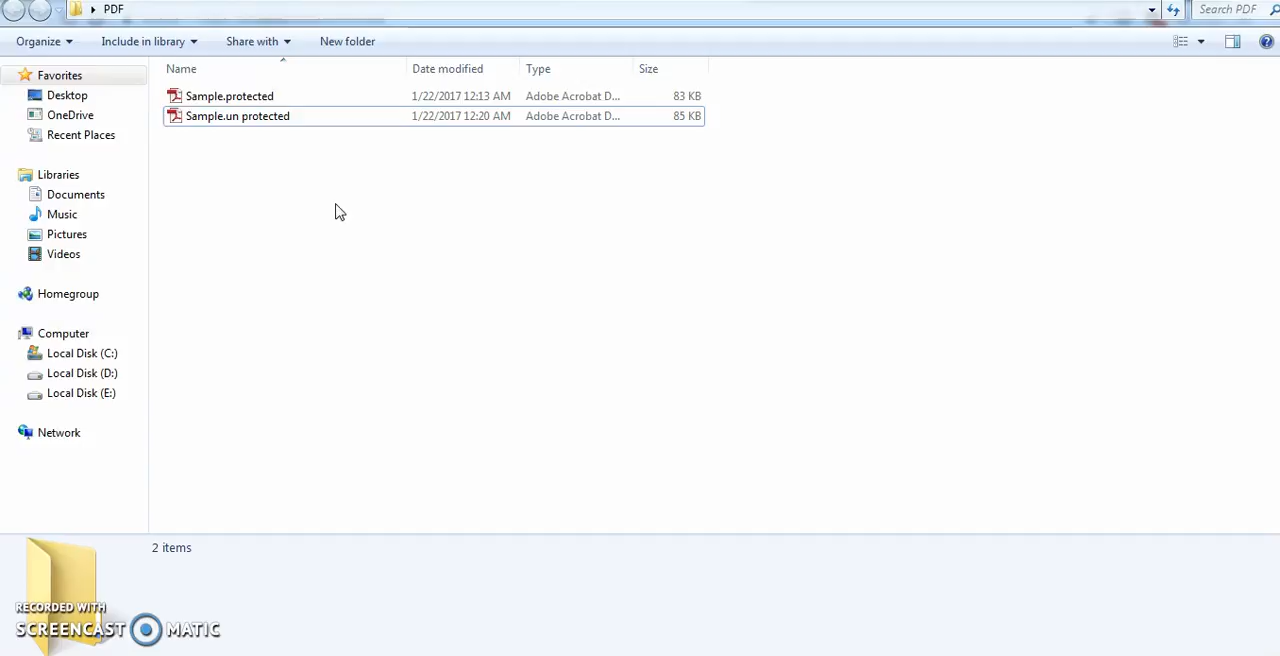 PDF
Search PDF
Organize
Include in library
Share with
New folder
Favorites
Desktop
OneDrive
Recent Places
Libraries
Documents
Music
Pictures
Videos
Homegroup
Computer
Local Disk (C:)
Local Disk (D:)
Local Disk (E:)
Network
Name Date modified Type Size
Sample.protected 1/22/2017 12:13 AM Adobe Acrobat D... 83 KB
Sample.un protected 1/22/2017 12:20 AM Adobe Acrobat D... 85 KB
2 items
RECORDED WITH
SCREENCAST MATIC